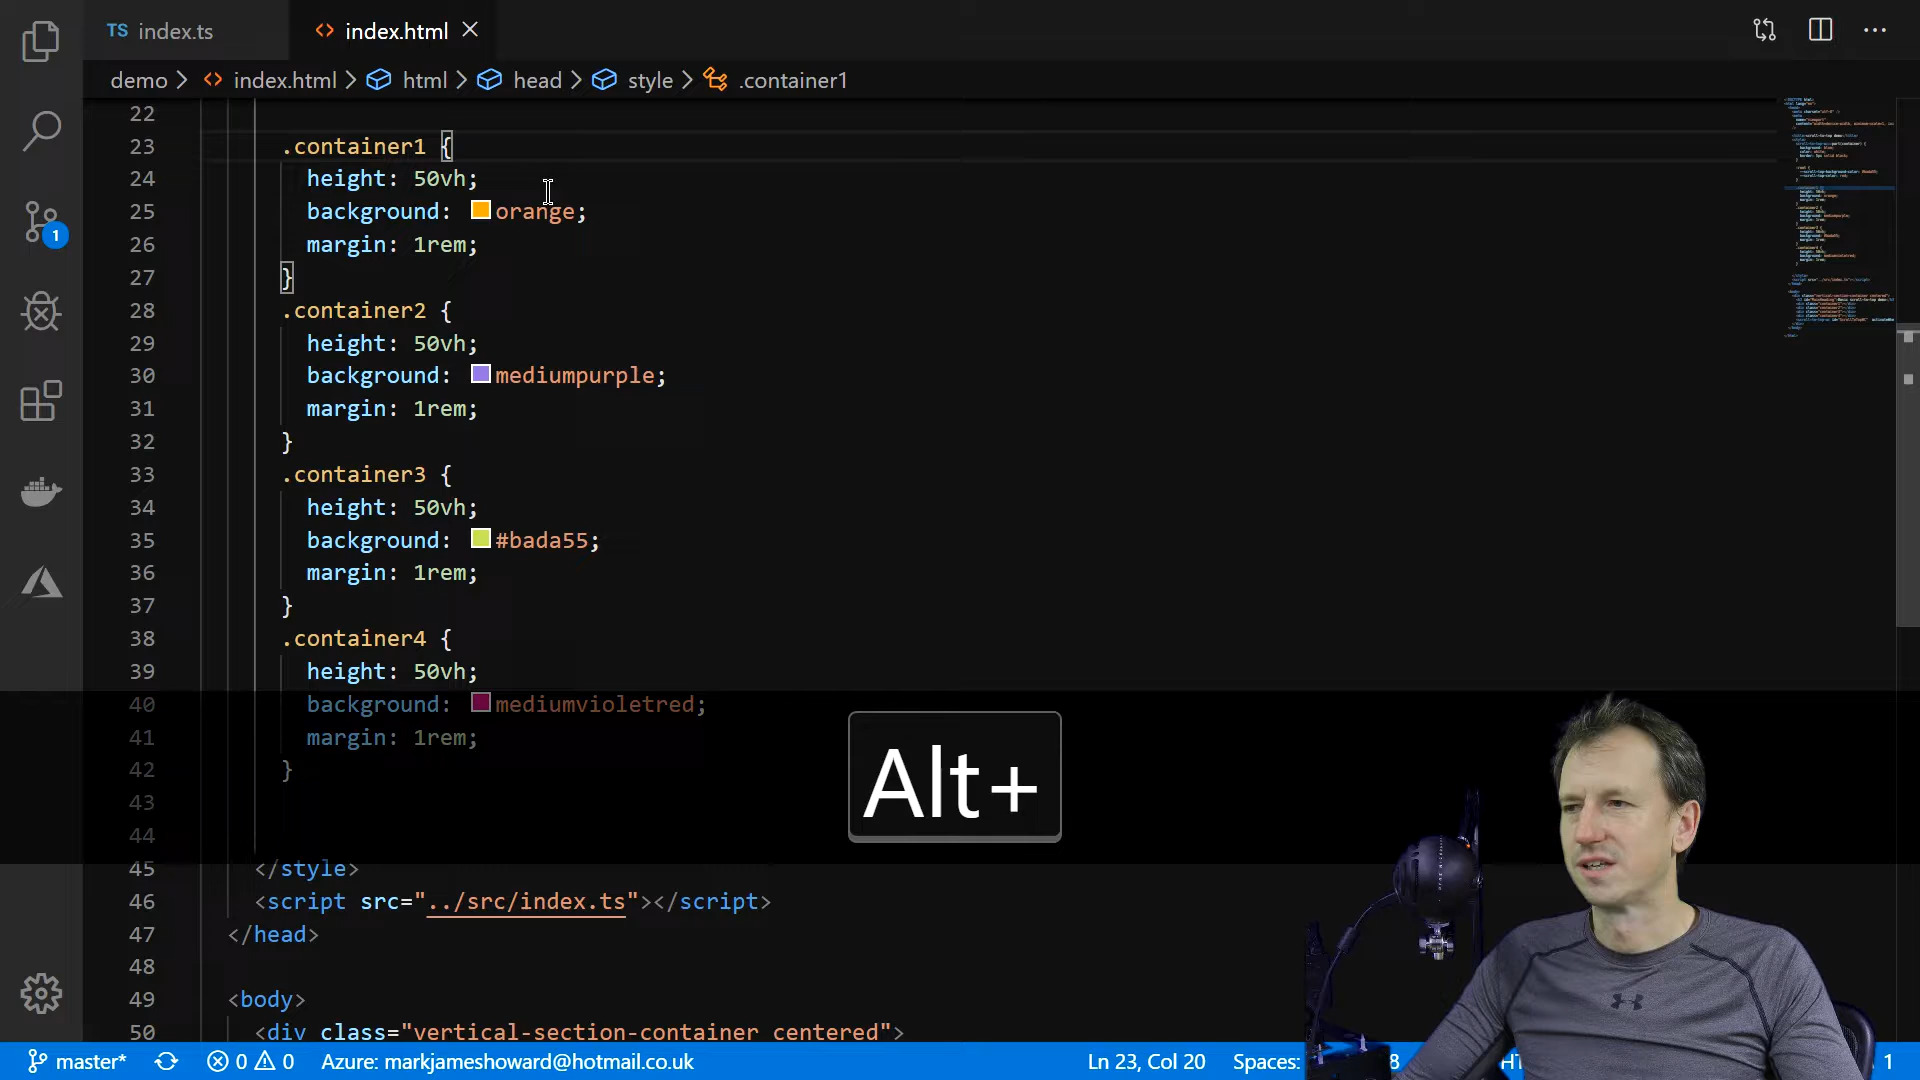 TS index.ts
<> index.html
demo > <> index.html > html > head > style > .container1
22
23 .container1 {
24 height: 50vh;
25 background: orange;
26 margin: 1rem;
27 }
28 .container2 {
29 height: 50vh;
30 background: mediumpurple;
31 margin: 1rem;
32 }
33 .container3 {
34 height: 50vh;
35 background: #bada55;
36 margin: 1rem;
37 }
38 .container4 {
39 height: 50vh;
40 background: mediumvioletred;
41 margin: 1rem;
42 }
43
44
45 </style>
46 <script src="../src/index.ts"></script>
47 </head>
48
49 <body>
50 <div class="vertical-section-container centered">
Alt+
1
master* 0 0 Azure: markjameshoward@hotmail.co.uk Ln 23, Col 20 Spaces: 8 HT 1